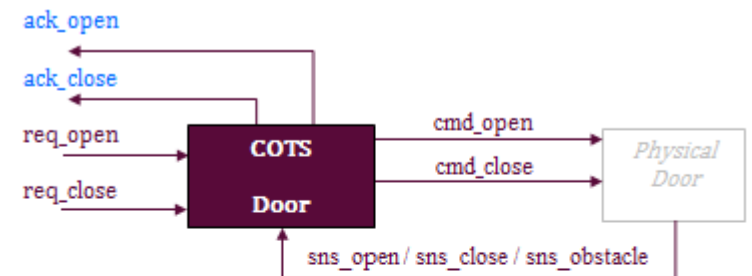 ack_open
ack_close
req_open
req_close
COTS
Door
cmd_open
cmd_close
Physical
Door
sns_open / sns_close / sns_obstacle